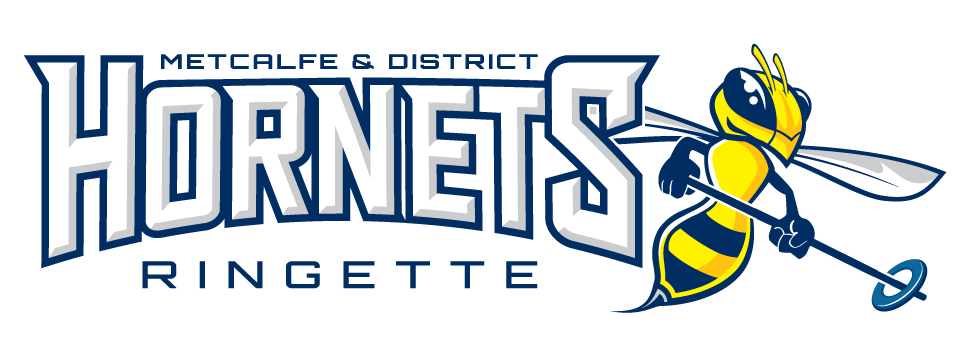 METCALFE & DISTRICT
HORNETS
RINGETTE